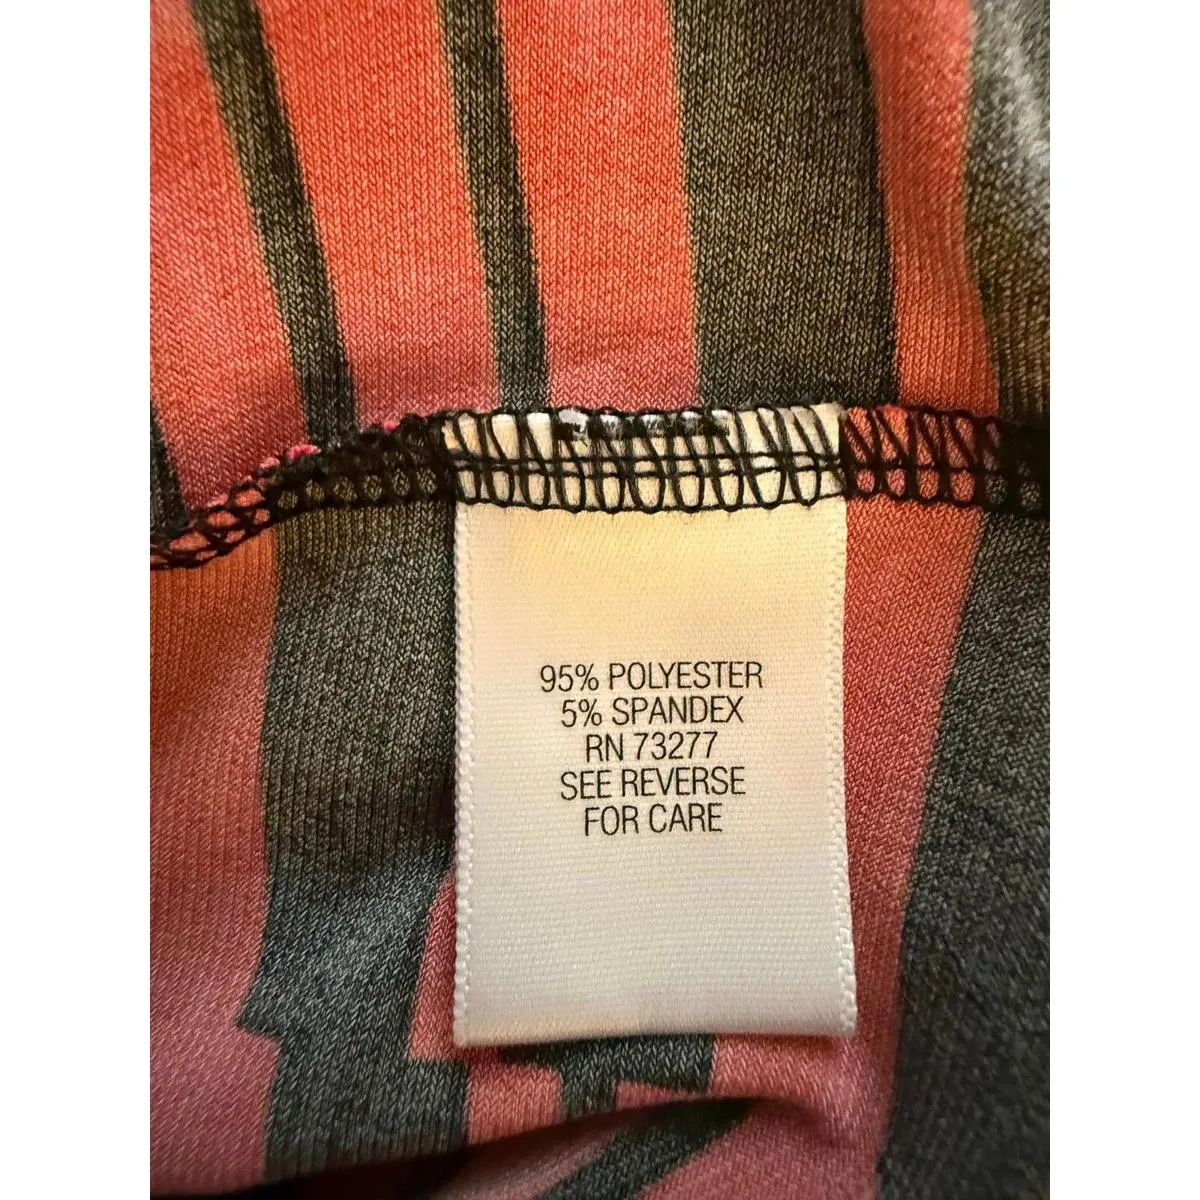 95% POLYESTER
5% SPANDEX
RN 73277
SEE REVERSE
FOR CARE